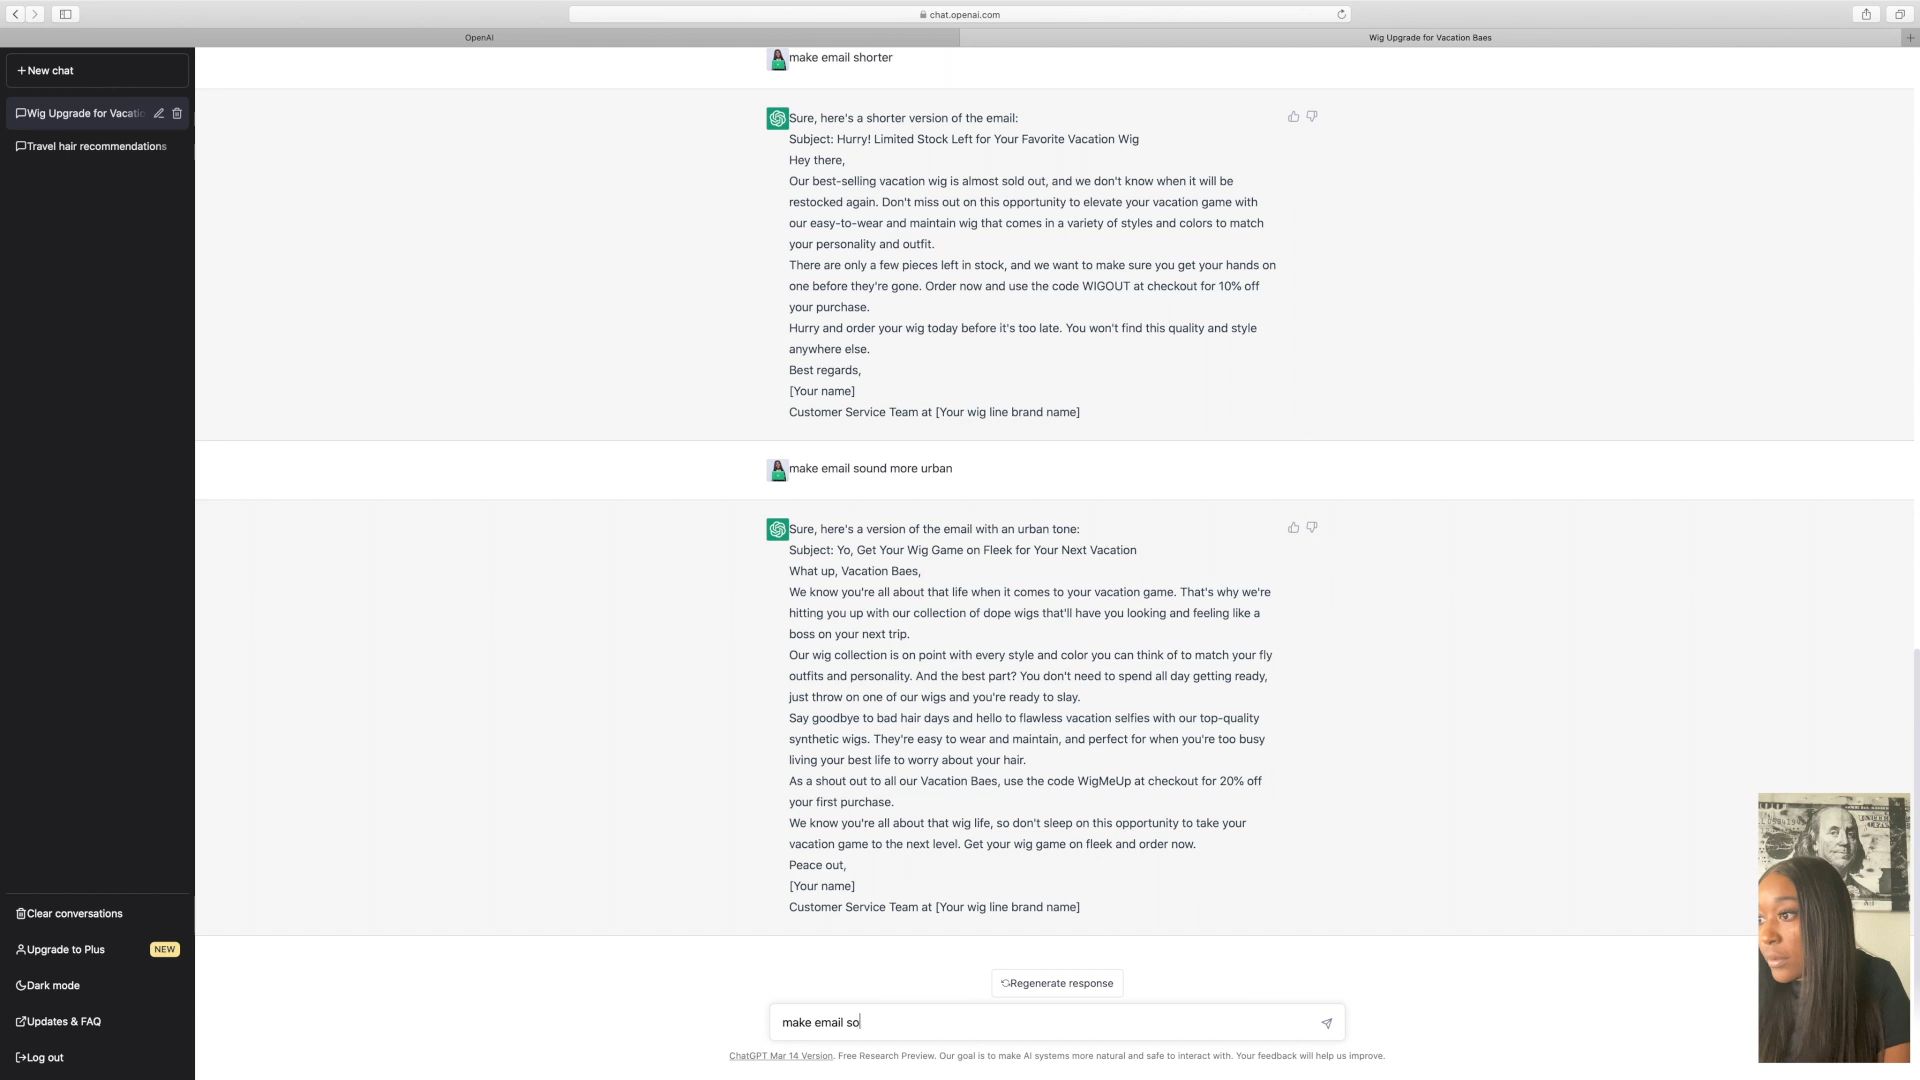 chat.openai.com
OpenAI
Wig Upgrade for Vacation Baes
+ New chat
Wig Upgrade for Vacatio
Travel hair recommendations
make email shorter
Sure, here's a shorter version of the email:
Subject: Hurry! Limited Stock Left for Your Favorite Vacation Wig
Hey there,
Our best-selling vacation wig is almost sold out, and we don't know when it will be
restocked again. Don't miss out on this opportunity to elevate your vacation game with
our easy-to-wear and maintain wig that comes in a variety of styles and colors to match
your personality and outfit.
There are only a few pieces left in stock, and we want to make sure you get your hands on
one before they're gone. Order now and use the code WIGOUT at checkout for 10% off
your purchase.
Hurry and order your wig today before it's too late. You won't find this quality and style
anywhere else.
Best regards,
[Your name]
Customer Service Team at [Your wig line brand name]
make email sound more urban
Sure, here's a version of the email with an urban tone:
Subject: Yo, Get Your Wig Game on Fleek for Your Next Vacation
What up, Vacation Baes,
We know you're all about that life when it comes to your vacation game. That's why we're
hitting you up with our collection of dope wigs that'll have you looking and feeling like a
boss on your next trip.
Our wig collection is on point with every style and color you can think of to match your fly
outfits and personality. And the best part? You don't need to spend all day getting ready,
just throw on one of our wigs and you're ready to slay.
Say goodbye to bad hair days and hello to flawless vacation selfies with our top-quality
synthetic wigs. They're easy to wear and maintain, and perfect for when you're too busy
living your best life to worry about your hair.
As a shout out to all our Vacation Baes, use the code WigMeUp at checkout for 20% off
your first purchase.
We know you're all about that wig life, so don't sleep on this opportunity to take your
vacation game to the next level. Get your wig game on fleek and order now.
Peace out,
[Your name]
Customer Service Team at [Your wig line brand name]
Clear conversations
Upgrade to Plus NEW
Dark mode
Updates & FAQ
Log out
Regenerate response
make email so
ChatGPT Mar 14 Version. Free Research Preview. Our goal is to make AI systems more natural and safe to interact with. Your feedback will help us improve.